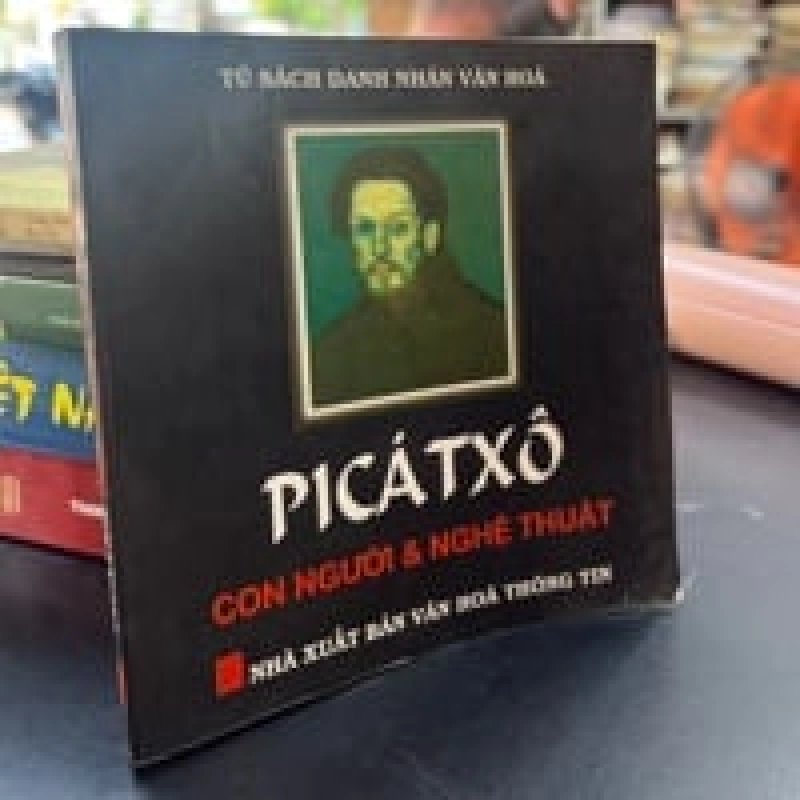 TỦ SÁCH DANH NHÂN VĂN HOÁ
PICÁTXÔ
CON NGƯỜI & NGHỆ THUẬT
NHÀ XUẤT BẢN VĂN HOÁ THÔNG TIN